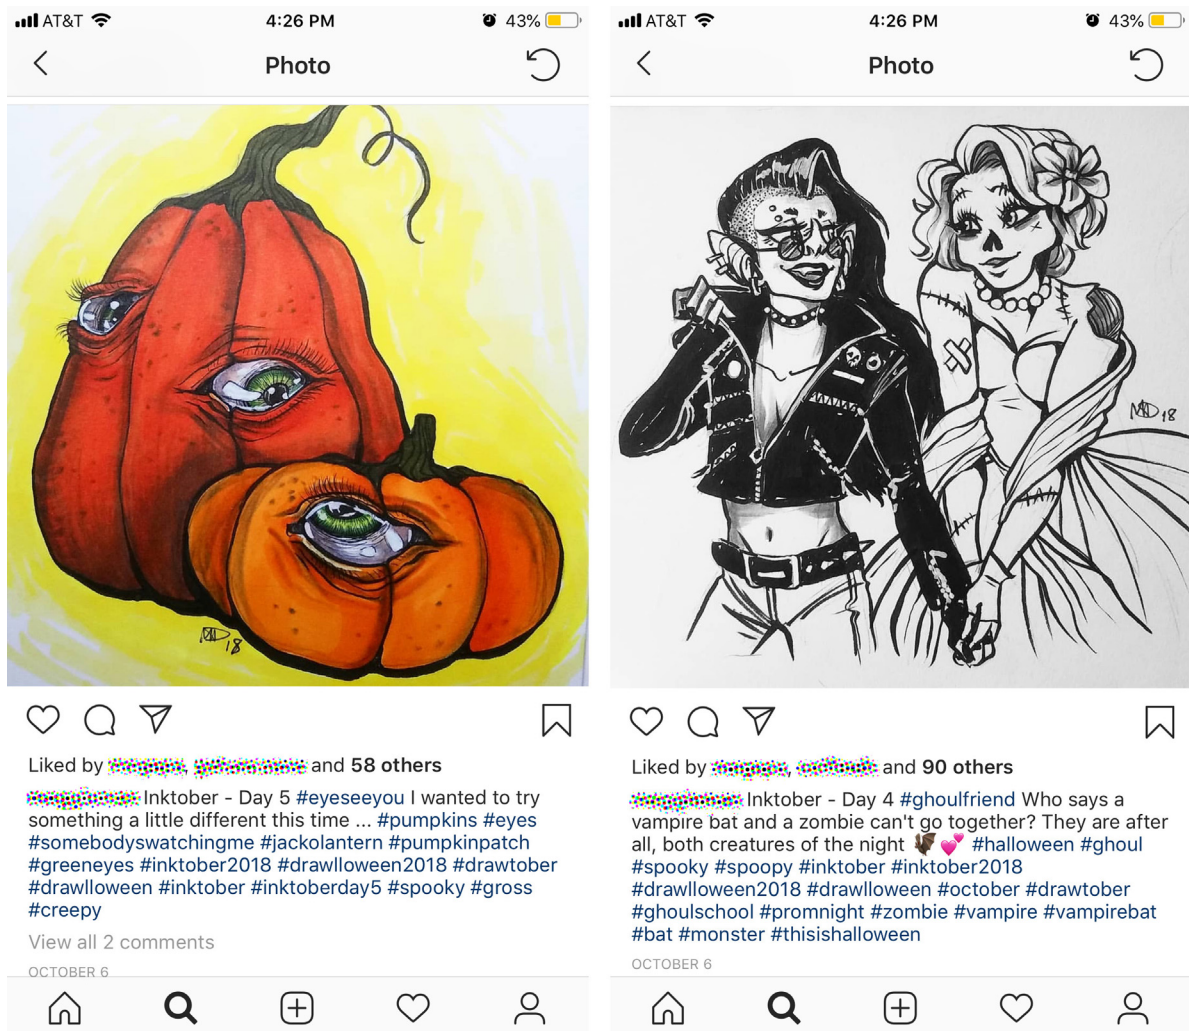 AT&T 4:26 PM 43%
Photo
MD 18
Liked by , and 58 others
Inktober - Day 5 #eyeseeyou I wanted to try
something a little different this time ... #pumpkins #eyes
#somebodyswatchingme #jackolantern #pumpkinpatch
#greeneyes #inktober2018 #drawlloween2018 #drawtober
#drawlloween #inktober #inktoberday5 #spooky #gross
#creepy
View all 2 comments
OCTOBER 6
AT&T 4:26 PM 43%
Photo
MD 18
Liked by , and 90 others
Inktober - Day 4 #ghoulfriend Who says a
vampire bat and a zombie can't go together? They are after
all, both creatures of the night 🦇 💕 #halloween #ghoul
#spooky #spoopy #inktober #inktober2018
#drawlloween2018 #drawlloween #october #drawtober
#ghoulschool #promnight #zombie #vampire #vampirebat
#bat #monster #thisishalloween
OCTOBER 6